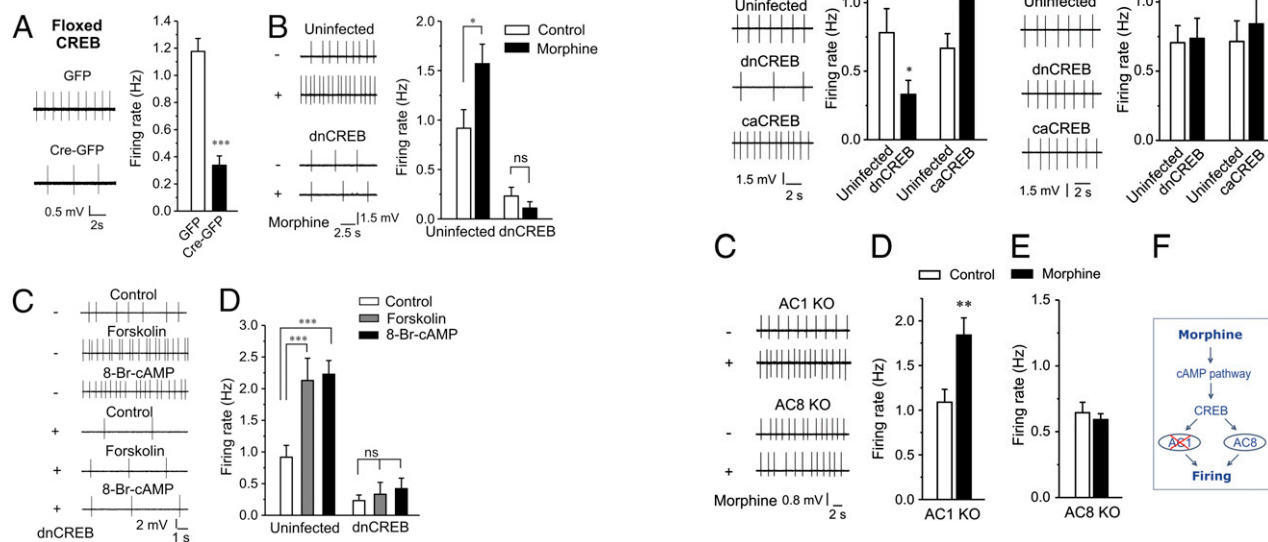 A
Floxed
CREB
GFP
Cre-GFP
0.5 mV
2s
Firing rate (Hz)
1.4
1.2
1.0
0.8
0.6
0.4
0.2
0.0
***
GFP
Cre-GFP
B
Uninfected
-
+
dnCREB
-
+
Morphine
2.5 s
1.5 mV
Firing rate (Hz)
2.0
1.5
1.0
0.5
0.0
*
ns
Control
Morphine
Uninfected dnCREB
C
Control
-
Forskolin
-
8-Br-cAMP
-
Control
+
Forskolin
+
8-Br-cAMP
+
dnCREB
2 mV
1 s
D
Control
Forskolin
8-Br-cAMP
Firing rate (Hz)
3.0
2.5
2.0
1.5
1.0
0.5
0.0
***
***
ns
Uninfected
dnCREB
Uninfected
dnCREB
caCREB
1.5 mV
2 s
Firing rate (Hz)
1.0
0.5
0.0
*
Uninfected
dnCREB
Uninfected
caCREB
Uninfected
dnCREB
caCREB
1.5 mV
2 s
Firing rate (Hz)
1.0
0.5
0.0
Uninfected
dnCREB
Uninfected
caCREB
C
AC1 KO
-
+
AC8 KO
-
+
Morphine 0.8 mV
2 s
D
Control
Morphine
Firing rate (Hz)
2.0
1.5
1.0
0.5
0.0
**
AC1 KO
E
Firing rate (Hz)
1.5
1.0
0.5
0.0
AC8 KO
F
Morphine
cAMP pathway
CREB
AC1
AC8
Firing